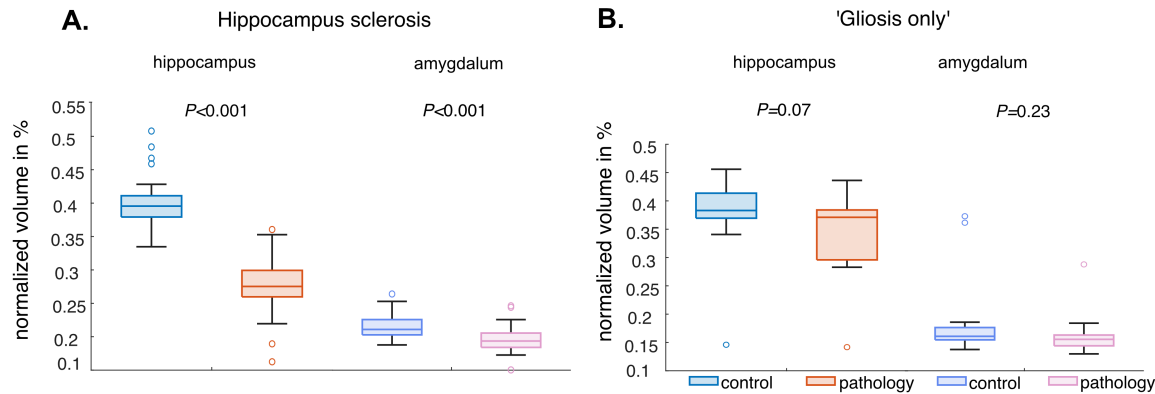 A.
Hippocampus sclerosis
hippocampus
amygdalum
P<0.001
P<0.001
normalized volume in %
0.55
0.5
0.45
0.4
0.35
0.3
0.25
0.2
0.1
B.
'Gliosis only'
hippocampus
amygdalum
P=0.07
P=0.23
normalized volume in %
0.5
0.45
0.4
0.35
0.3
0.25
0.2
0.15
0.1
control
pathology
control
pathology